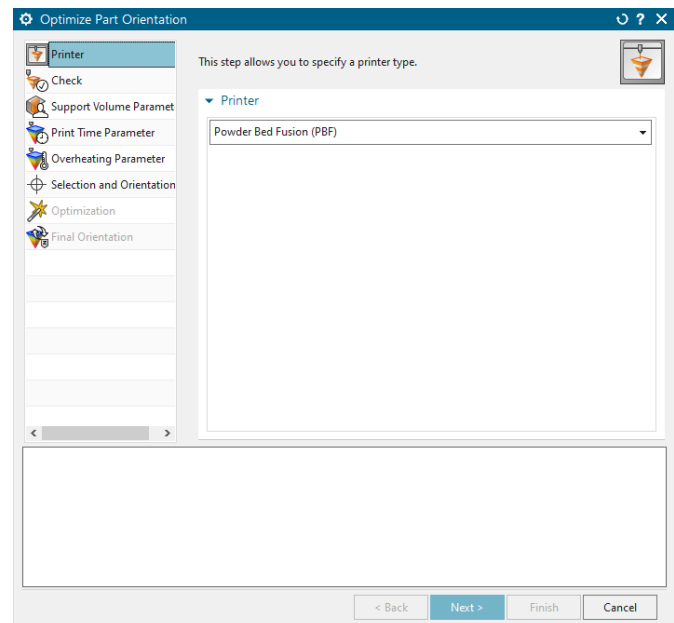 Optimize Part Orientation
?
Printer
Check
Support Volume Paramet
Print Time Parameter
Overheating Parameter
Selection and Orientation
Optimization
Final Orientation
This step allows you to specify a printer type.
Printer
Powder Bed Fusion (PBF)
< Back
Next >
Finish
Cancel